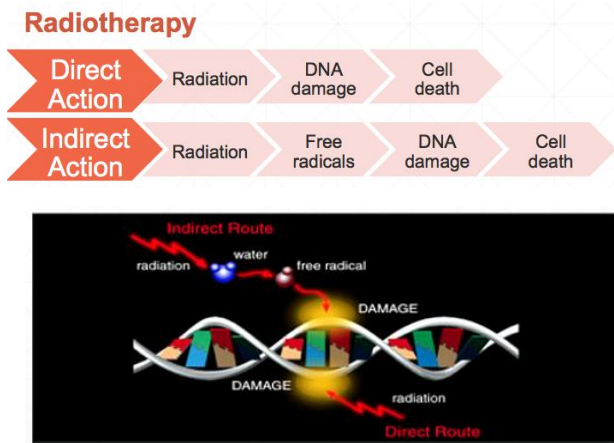 Radiotherapy
Direct
Action
Radiation
DNA
damage
Cell
death
Indirect
Action
Radiation
Free
radicals
DNA
damage
Cell
death
Indirect Route
water
radiation
free radical
DAMAGE
DAMAGE
radiation
Direct Route